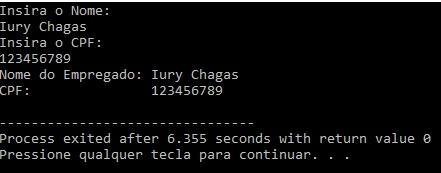 Insira o Nome:
Iury Chagas
Insira o CPF:
123456789
Nome do Empregado: Iury Chagas
CPF:               123456789

--------------------------------
Process exited after 6.355 seconds with return value 0
Pressione qualquer tecla para continuar. . .